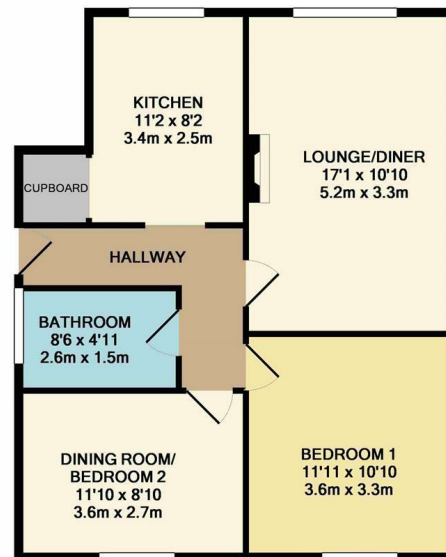 KITCHEN
11'2 x 8'2
3.4m x 2.5m
LOUNGE/DINER
17'1 x 10'10
5.2m x 3.3m
CUPBOARD
HALLWAY
BATHROOM
8'6 x 4'11
2.6m x 1.5m
DINING ROOM/
BEDROOM 2
11'10 x 8'10
3.6m x 2.7m
BEDROOM 1
11'11 x 10'10
3.6m x 3.3m